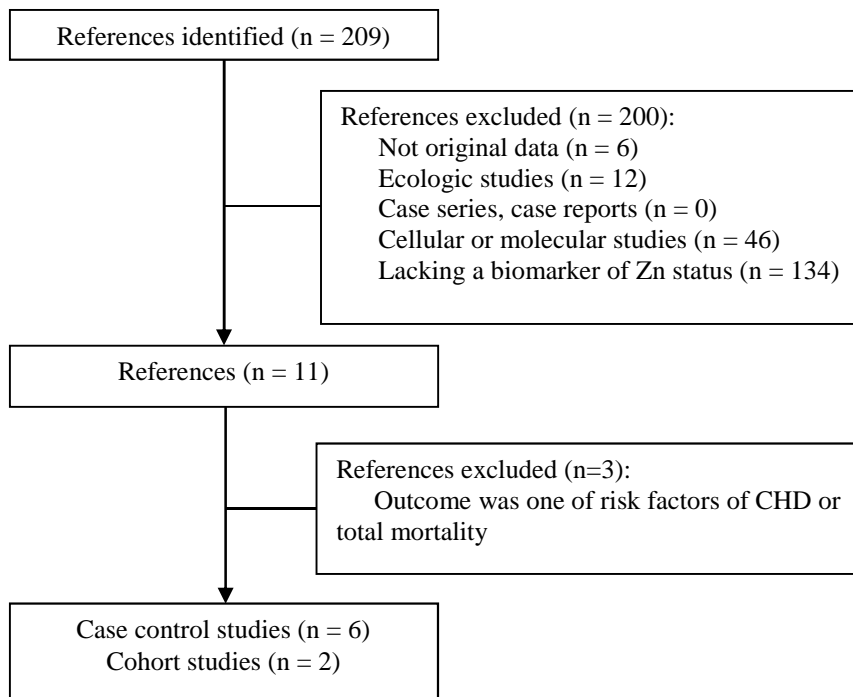 References identified (n = 209)
References excluded (n = 200):
Not original data (n = 6)
Ecologic studies (n = 12)
Case series, case reports (n = 0)
Cellular or molecular studies (n = 46)
Lacking a biomarker of Zn status (n = 134)
References (n = 11)
References excluded (n=3):
Outcome was one of risk factors of CHD or
total mortality
Case control studies (n = 6)
Cohort studies (n = 2)